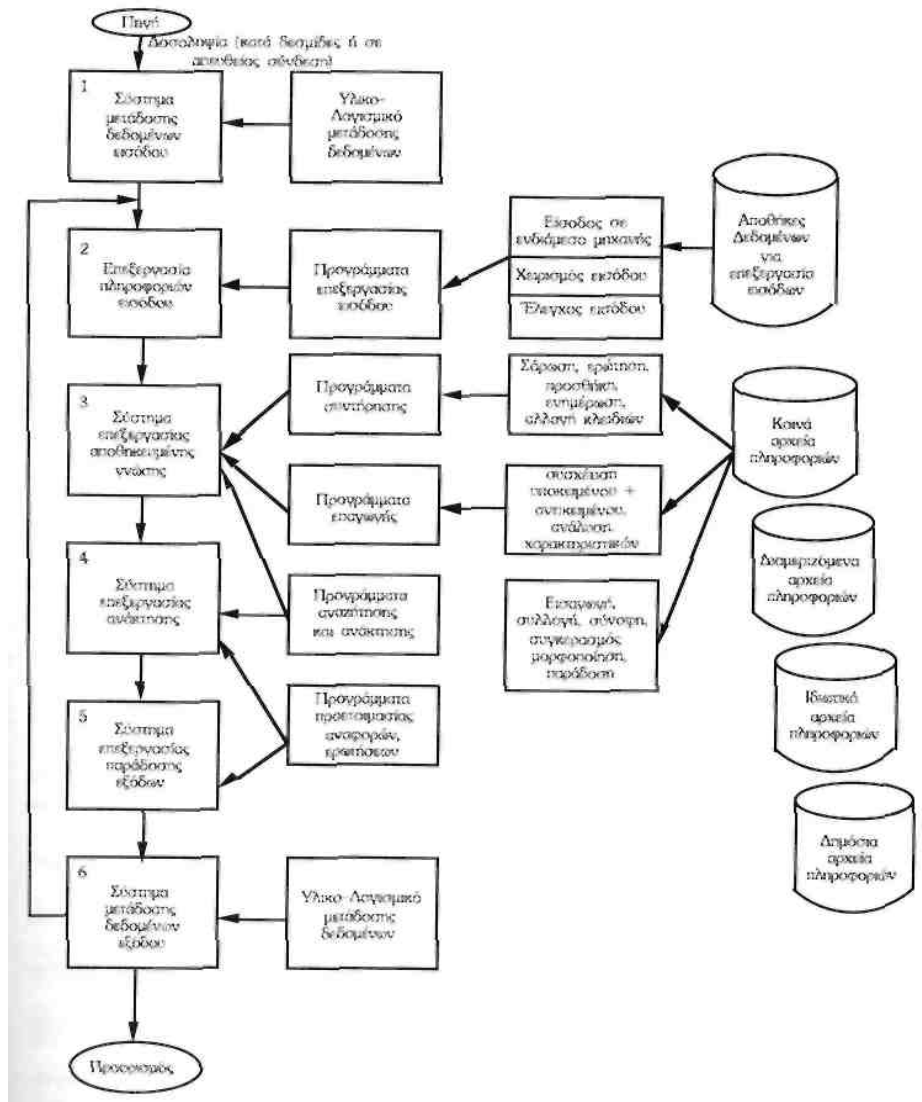 Πηγή
Δοσοληψία (κατά δεσμίδες ή σε
απευθείας σύνδεση)
1
Σύστημα
μετάδοσης
δεδομένων
εισόδου
Υλικο-
Λογισμικό
μετάδοσης
δεδομένων
2
Επεξεργασία
πληροφοριών
εισόδου
Προγράμματα
επεξεργασίας
εισόδου
Είσοδος σε
ενδιάμεσο μηχανής
Χειρισμός εισόδου
Έλεγχος εισόδου
Αποθήκες
Δεδομένων
για
επεξεργασία
εισόδων
3
Σύστημα
επεξεργασίας
αποθηκευμένης
γνώσης
Προγράμματα
συντήρησης
Σάρωση, ερώτηση,
προσθήκη,
ενημέρωση,
αλλαγή κλειδιών
Κοινά
αρχεία
πληροφοριών
Προγράμματα
επαγωγής
συσχέτιση
υποκειμένου +
αντικειμένου,
ανάλυση
χαρακτηριστικών
Διαμεριζόμενα
αρχεία
πληροφοριών
4
Σύστημα
επεξεργασίας
ανάκτησης
Προγράμματα
αναζήτησης
και ανάκτησης
Εισαγωγή,
συλλογή, σύνοψη,
συγκερασμός
μορφοποίηση,
παράδοση
Ιδιωτικά
αρχεία
πληροφοριών
5
Σύστημα
επεξεργασίας
παράδοσης
εξόδων
Προγράμματα
προετοιμασίας
αναφορών,
ερωτήσεων
Δημόσια
αρχεία
πληροφοριών
6
Σύστημα
μετάδοσης
δεδομένων
εξόδου
Υλικο-Λογισμικό
μετάδοσης
δεδομένων
Προορισμός